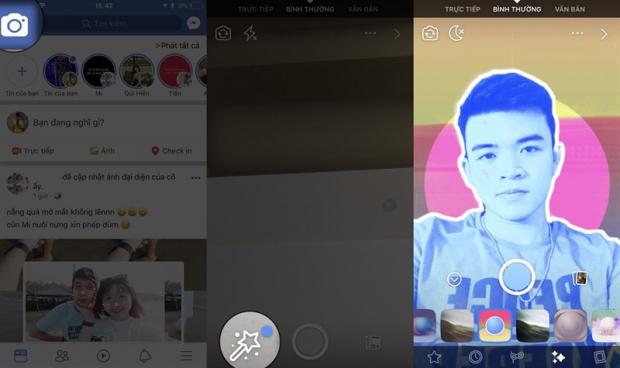 15:42
Tìm kiếm
> Phát tất cả
Tin của bạn
Tin của bạn
Mi
Quí Hiền
Tiến
Bạn đang nghĩ gì?
Trực tiếp
Ảnh
Check in
đã cập nhật ảnh đại diện của cô
ấy.
1 giờ
nắng quá mở mắt không lênnn
củn Mi nuôi nựng xin phép dùm
TRỰC TIẾP
BÌNH THƯỜNG
VĂN BẢN
TRỰC TIẾP
BÌNH THƯỜNG
VĂN BẢN